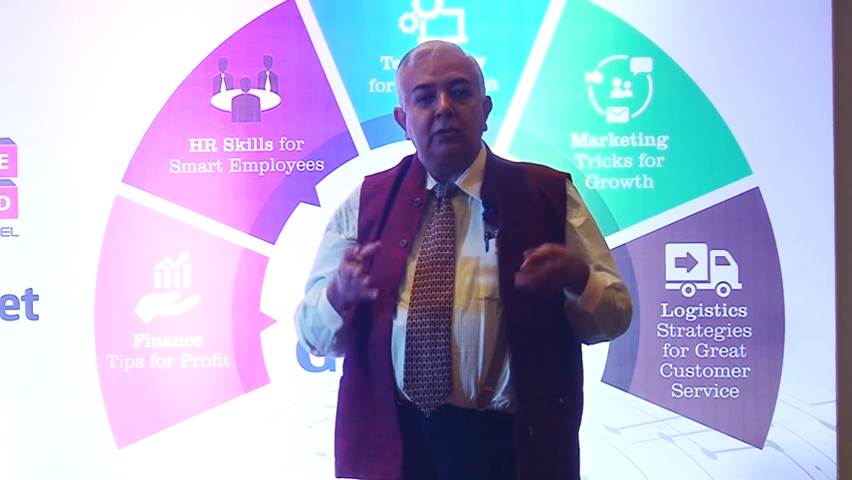 HR Skills for
Smart Employees
for
Marketing
Tricks for
Growth
Finance
Tips for Profit
Logistics
Strategies
for Great
Customer
Service
E
D
EL
et
G